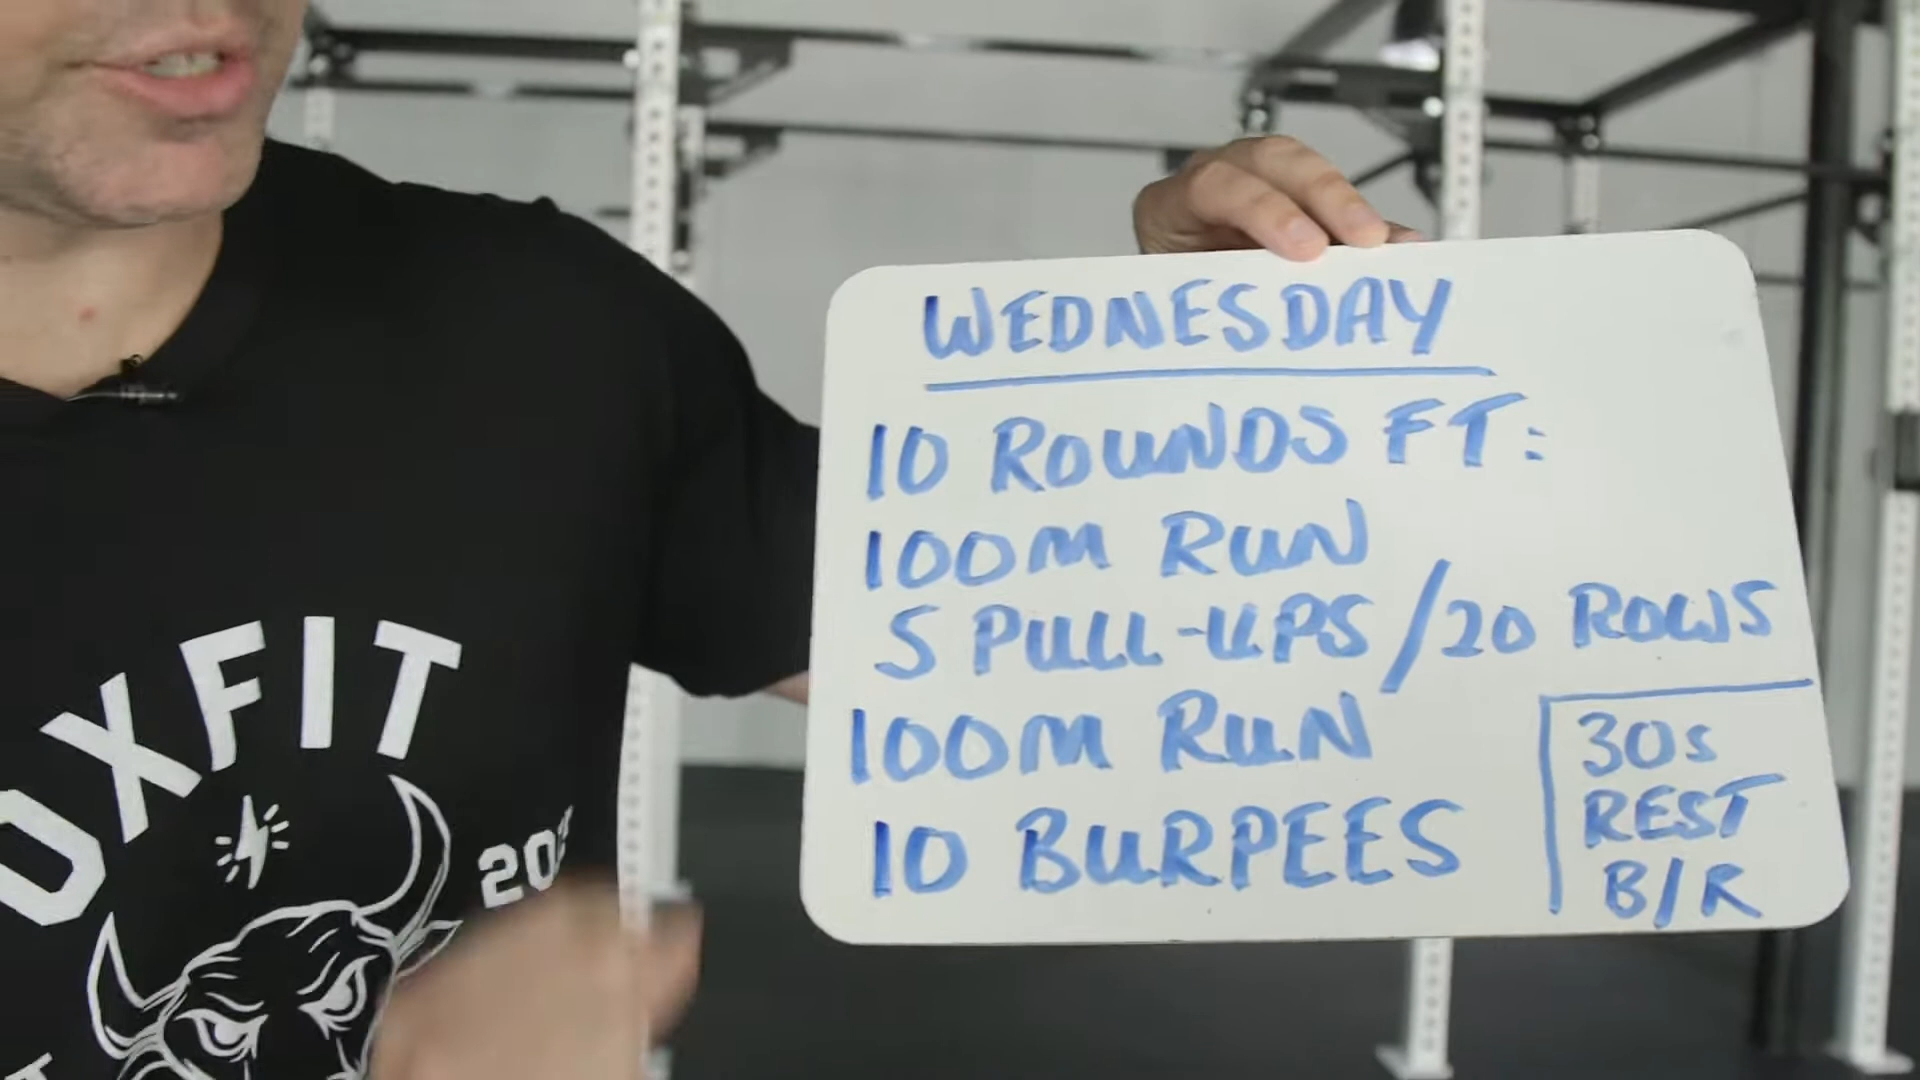 WEDNESDAY
10 ROUNDS FT:
100M RUN
5 PULL-UPS / 20 ROWS
100M RUN
10 BURPEES
30s
REST
B/R
OXFIT